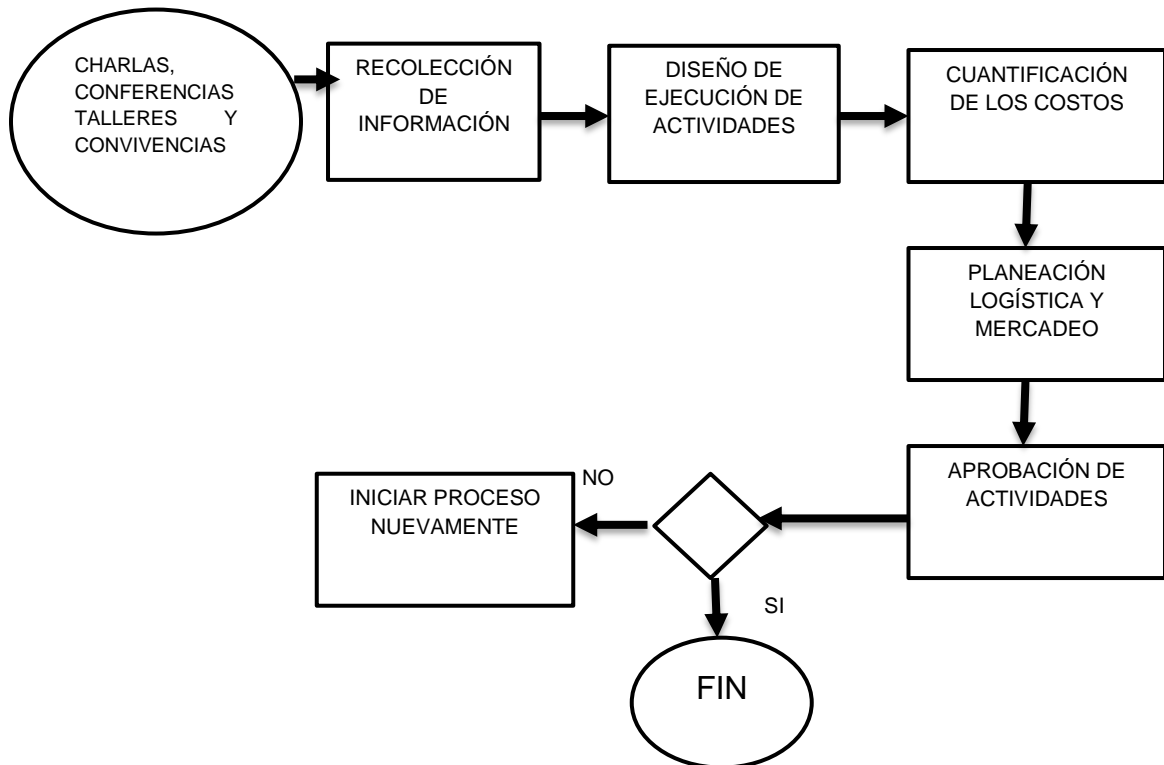 CHARLAS,
CONFERENCIAS
TALLERES Y
CONVIVENCIAS
RECOLECCIÓN
DE
INFORMACIÓN
DISEÑO DE
EJECUCIÓN DE
ACTIVIDADES
CUANTIFICACIÓN
DE LOS COSTOS
PLANEACIÓN
LOGÍSTICA Y
MERCADEO
APROBACIÓN DE
ACTIVIDADES
NO
INICIAR PROCESO
NUEVAMENTE
SI
FIN